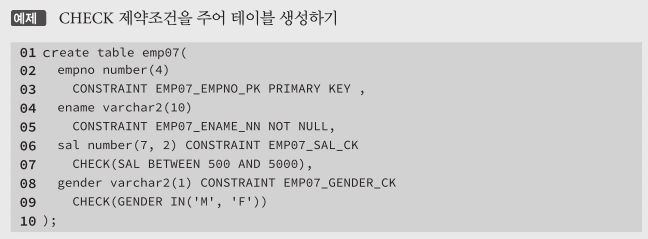 예제 CHECK 제약조건을 주어 테이블 생성하기
01 create table emp07(
02 empno number(4)
03 CONSTRAINT EMP07_EMPNO_PK PRIMARY KEY ,
04 ename varchar2(10)
05 CONSTRAINT EMP07_ENAME_NN NOT NULL,
06 sal number(7, 2) CONSTRAINT EMP07_SAL_CK
07 CHECK(SAL BETWEEN 500 AND 5000),
08 gender varchar2(1) CONSTRAINT EMP07_GENDER_CK
09 CHECK(GENDER IN('M', 'F'))
10 );